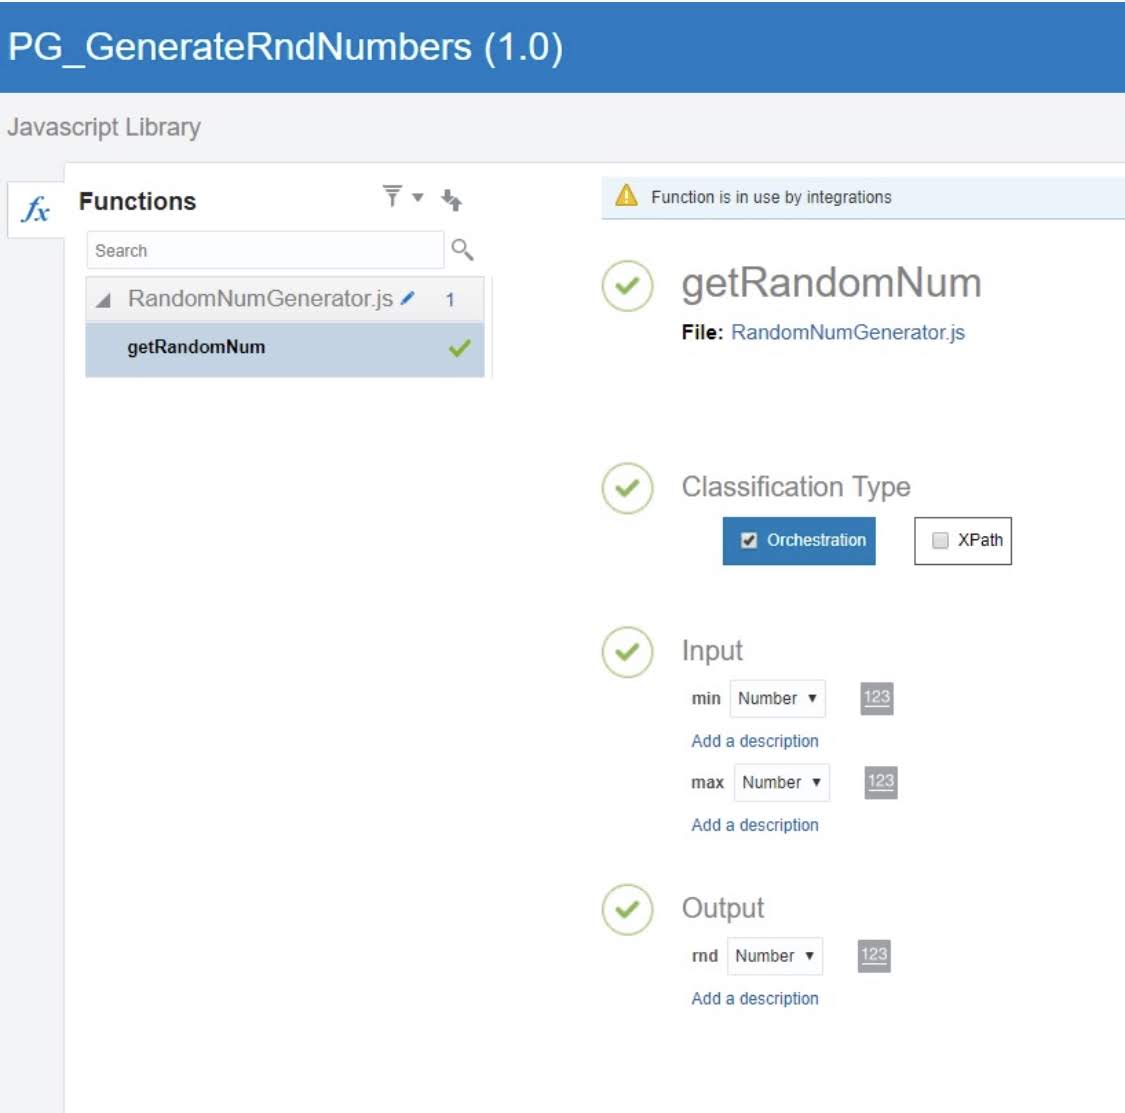 PG_GenerateRndNumbers (1.0)
Javascript Library
fx
Functions
Search
RandomNumGenerator.js 1
getRandomNum
Function is in use by integrations
getRandomNum
File: RandomNumGenerator.js
Classification Type
Orchestration XPath
Input
min Number 123
Add a description
max Number 123
Add a description
Output
rnd Number 123
Add a description